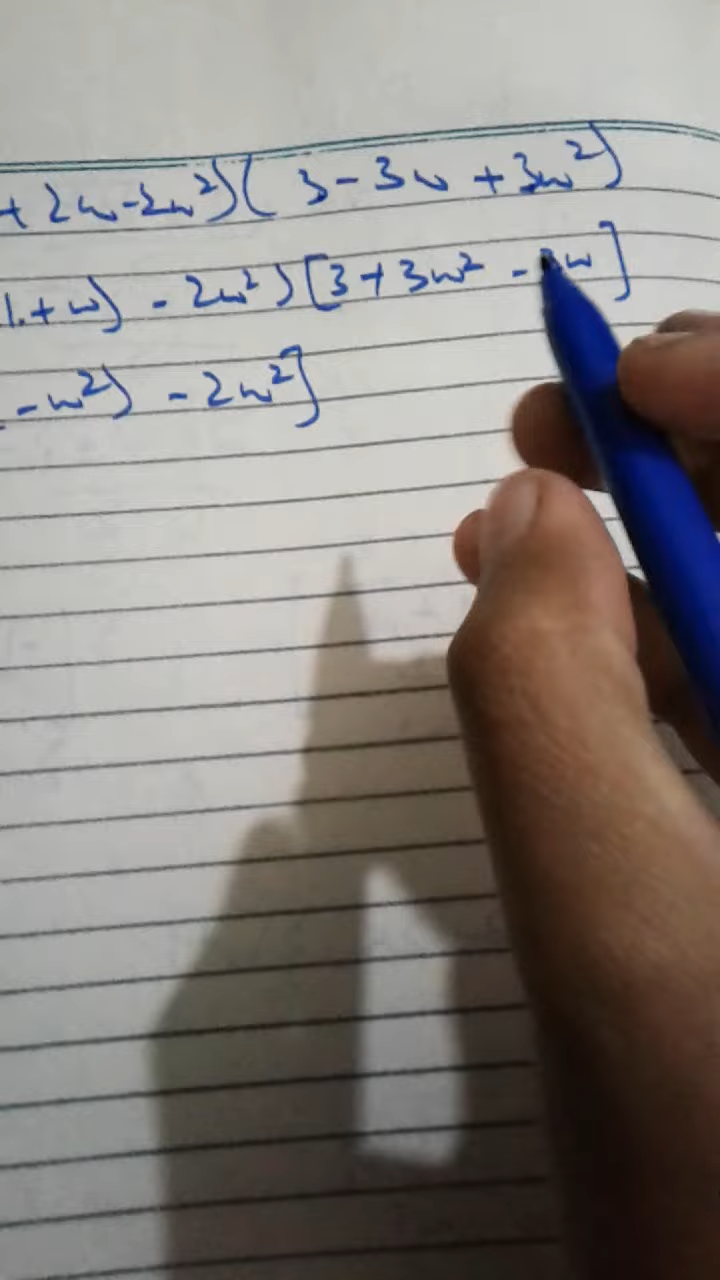 + 2w-2w²)( 3-3w +3w²)
1+w) - 2w²)[3+3w² - 3w]
-w²) - 2w²]